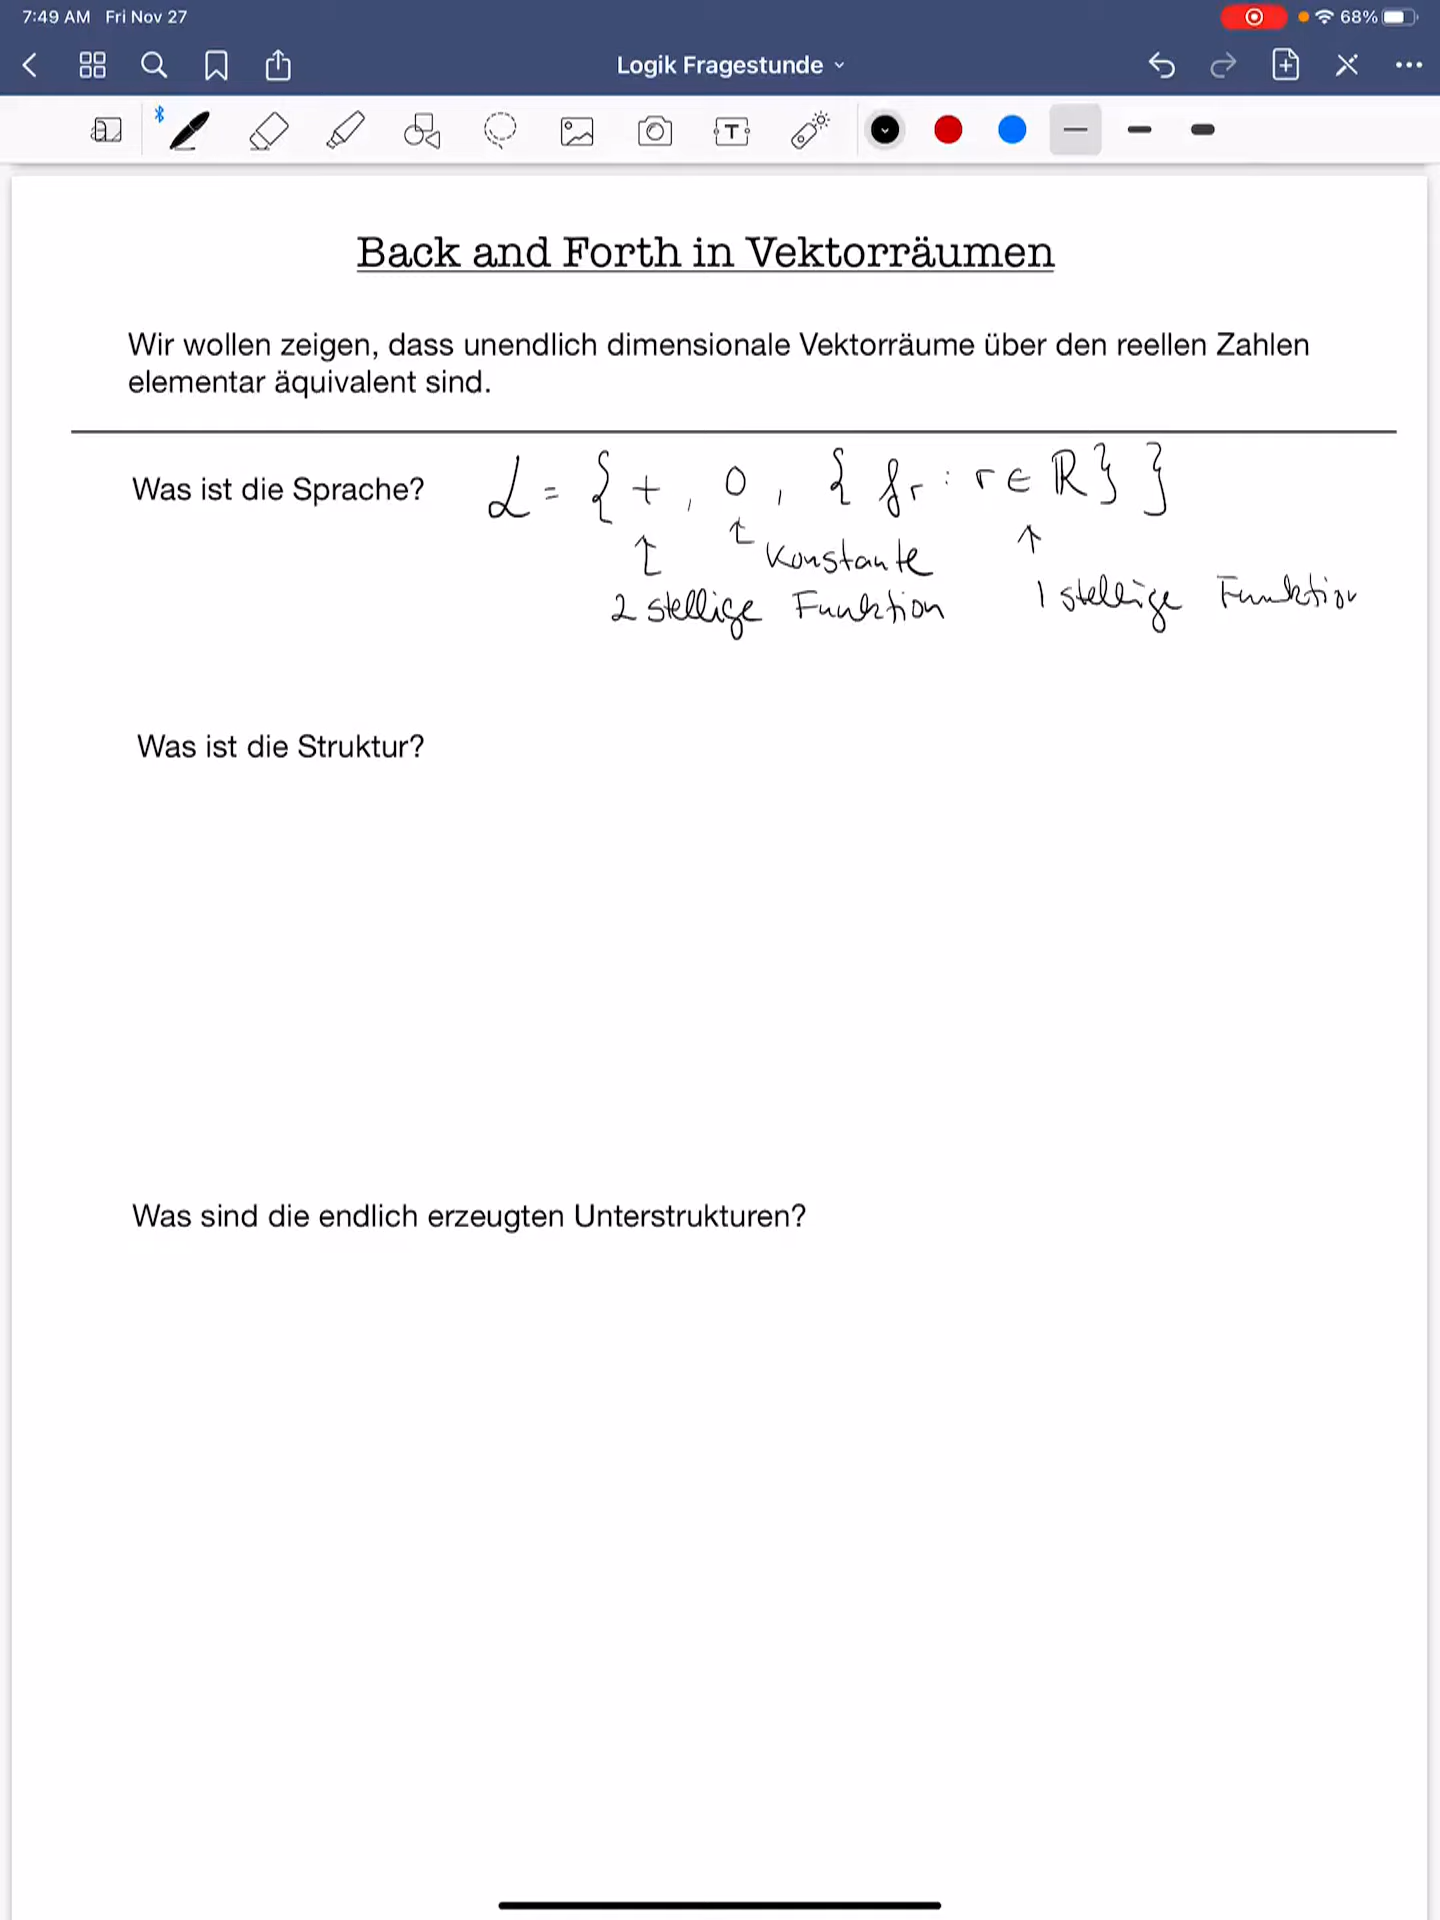 7:49 AM Fri Nov 27
68%
Logik Fragestunde
Back and Forth in Vektorräumen
Wir wollen zeigen, dass unendlich dimensionale Vektorräume über den reellen Zahlen
elementar äquivalent sind.
Was ist die Sprache? L = { + , 0 , { fr : r ∈ ℝ } }
↑ ↑ Konstante ↑
2 stellige Funktion 1 stellige Funktion
Was ist die Struktur?
Was sind die endlich erzeugten Unterstrukturen?